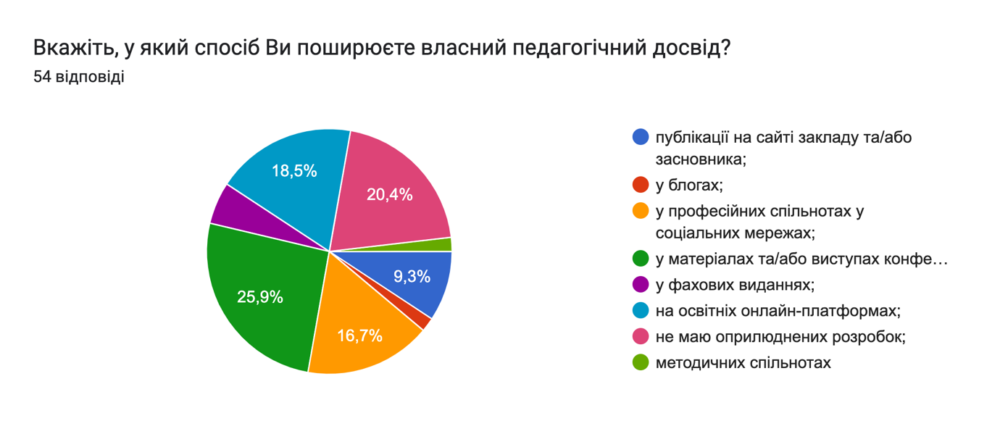 Вкажіть, у який спосіб Ви поширюєте власний педагогічний досвід?
54 відповіді
18,5%
20,4%
9,3%
25,9%
16,7%
публікації на сайті закладу та/або
засновника;
у блогах;
у професійних спільнотах у
соціальних мережах;
у матеріалах та/або виступах конфе…
у фахових виданнях;
на освітніх онлайн-платформах;
не маю оприлюднених розробок;
методичних спільнотах